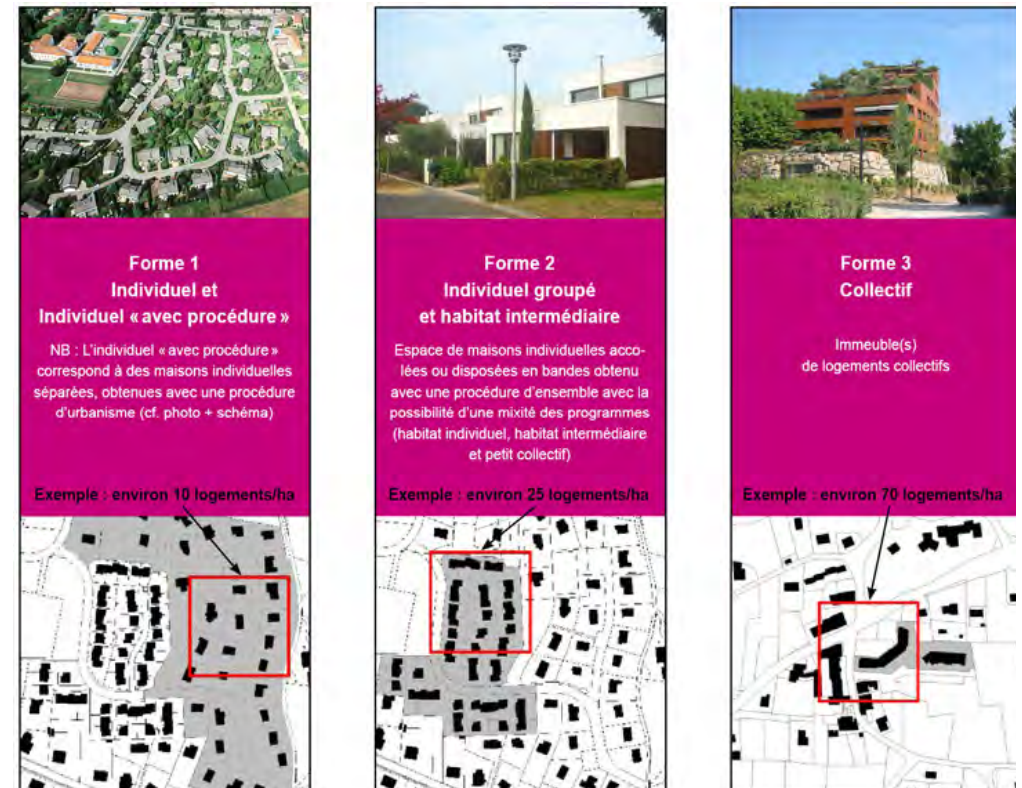 Forme 1
Individuel et
Individuel « avec procédure »
NB : L'individuel « avec procédure »
correspond à des maisons individuelles
séparées, obtenues avec une procédure
d'urbanisme (cf. photo + schéma)
Exemple : environ 10 logements/ha
Forme 2
Individuel groupé
et habitat intermédiaire
Espace de maisons individuelles acco-
lées ou disposées en bandes obtenu
avec une procédure d'ensemble avec la
possibilité d'une mixité des programmes
(habitat individuel, habitat intermédiaire
et petit collectif)
Exemple : environ 25 logements/ha
Forme 3
Collectif
Immeuble(s)
de logements collectifs
Exemple : environ 70 logements/ha